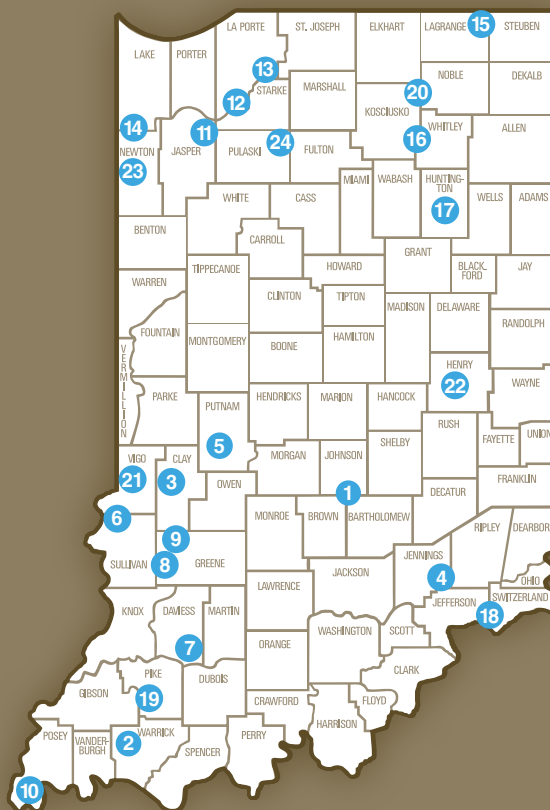 LA PORTE
ST. JOSEPH
ELKHART
LAGRANGE
15
STEUBEN
LAKE
PORTER
13
STARKE
MARSHALL
NOBLE
DEKALB
12
20
KOSCIUSKO
14
11
24
16
WHITLEY
ALLEN
NEWTON
JASPER
PULASKI
FULTON
23
MIAMI
WABASH
HUNTING-
TON
17
WHITE
CASS
WELLS
ADAMS
BENTON
CARROLL
GRANT
TIPPECANOE
HOWARD
BLACK
FORD
JAY
WARREN
CLINTON
TIPTON
MADISON
DELAWARE
RANDOLPH
FOUNTAIN
MONTGOMERY
BOONE
HAMILTON
VERMILLION
HENRY
22
WAYNE
PARKE
PUTNAM
HENDRICKS
MARION
HANCOCK
RUSH
FAYETTE
UNION
5
VIGO
CLAY
MORGAN
JOHNSON
SHELBY
21
3
OWEN
1
DECATUR
FRANKLIN
6
MONROE
BROWN
BARTHOLOMEW
RIPLEY
DEARBOR
9
SULLIVAN
8
GREENE
JACKSON
JENNINGS
4
OHIO
LAWRENCE
JEFFERSON
SWITZERLAND
18
KNOX
DAVIESS
MARTIN
WASHINGTON
SCOTT
7
ORANGE
CLARK
PIKE
DUBOIS
GIBSON
19
CRAWFORD
FLOYD
HARRISON
POSEY
VANDER-
BURGH
2
WARRICK
SPENCER
PERRY
10